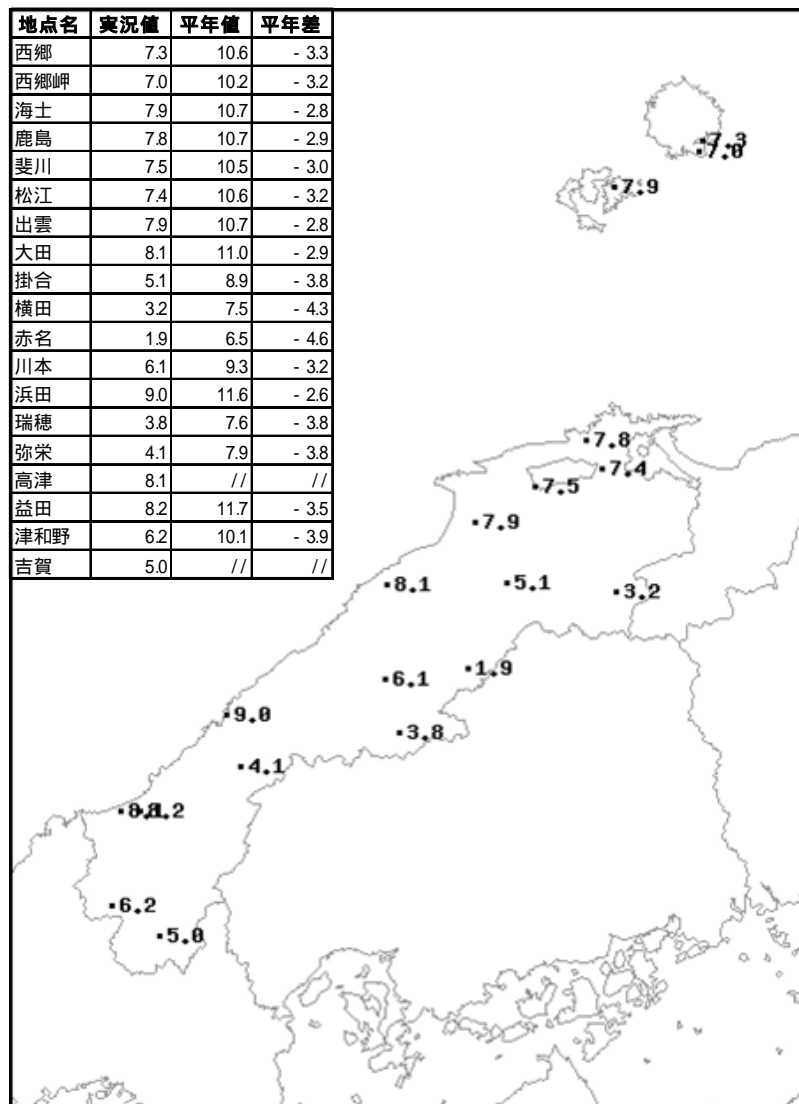 地点名 実況値 平年値 平年差
西郷 7.3 10.6 - 3.3
西郷岬 7.0 10.2 - 3.2
海士 7.9 10.7 - 2.8
鹿島 7.8 10.7 - 2.9
斐川 7.5 10.5 - 3.0
松江 7.4 10.6 - 3.2
出雲 7.9 10.7 - 2.8
大田 8.1 11.0 - 2.9
掛合 5.1 8.9 - 3.8
横田 3.2 7.5 - 4.3
赤名 1.9 6.5 - 4.6
川本 6.1 9.3 - 3.2
浜田 9.0 11.6 - 2.6
瑞穂 3.8 7.6 - 3.8
弥栄 4.1 7.9 - 3.8
高津 8.1 // //
益田 8.2 11.7 - 3.5
津和野 6.2 10.1 - 3.9
吉賀 5.0 // //
7.3
7.0
7.9
7.8
7.4
7.5
7.9
8.1
5.1
3.2
1.9
6.1
9.0
3.8
4.1
8.1
8.2
6.2
5.0